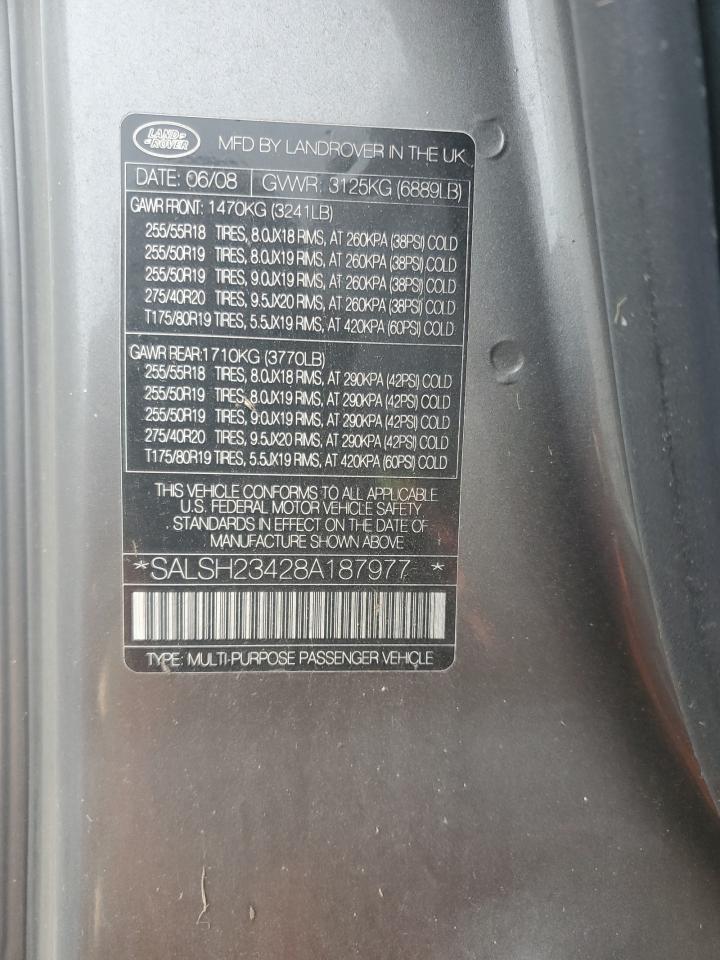 LAND ROVER
MFD BY LANDROVER IN THE UK
DATE: 06/08 GVWR: 3125KG (6889LB)
GAWR FRONT: 1470KG (3241LB)
255/55R18 TIRES, 8.0JX18 RIMS, AT 260KPA (38PSI) COLD
255/50R19 TIRES, 8.0JX19 RIMS, AT 260KPA (38PSI) COLD
255/50R19 TIRES, 9.0JX19 RIMS, AT 260KPA (38PSI) COLD
275/40R20 TIRES, 9.5JX20 RIMS, AT 260KPA (38PSI) COLD
T175/80R19 TIRES, 5.5JX19 RIMS, AT 420KPA (60PSI) COLD
GAWR REAR:1710KG (3770LB)
255/55R18 TIRES, 8.0JX18 RIMS, AT 290KPA (42PSI) COLD
255/50R19 TIRES, 8.0JX19 RIMS, AT 290KPA (42PSI) COLD
255/50R19 TIRES, 9.0JX19 RIMS, AT 290KPA (42PSI) COLD
275/40R20 TIRES, 9.5JX20 RIMS, AT 290KPA (42PSI) COLD
T175/80R19 TIRES, 5.5JX19 RIMS, AT 420KPA (60PSI) COLD
THIS VEHICLE CONFORMS TO ALL APPLICABLE
U.S. FEDERAL MOTOR VEHICLE SAFETY
STANDARDS IN EFFECT ON THE DATE OF
MANUFACTURE SHOWN ABOVE
*SALSH23428A187977 *
TYPE: MULTI-PURPOSE PASSENGER VEHICLE